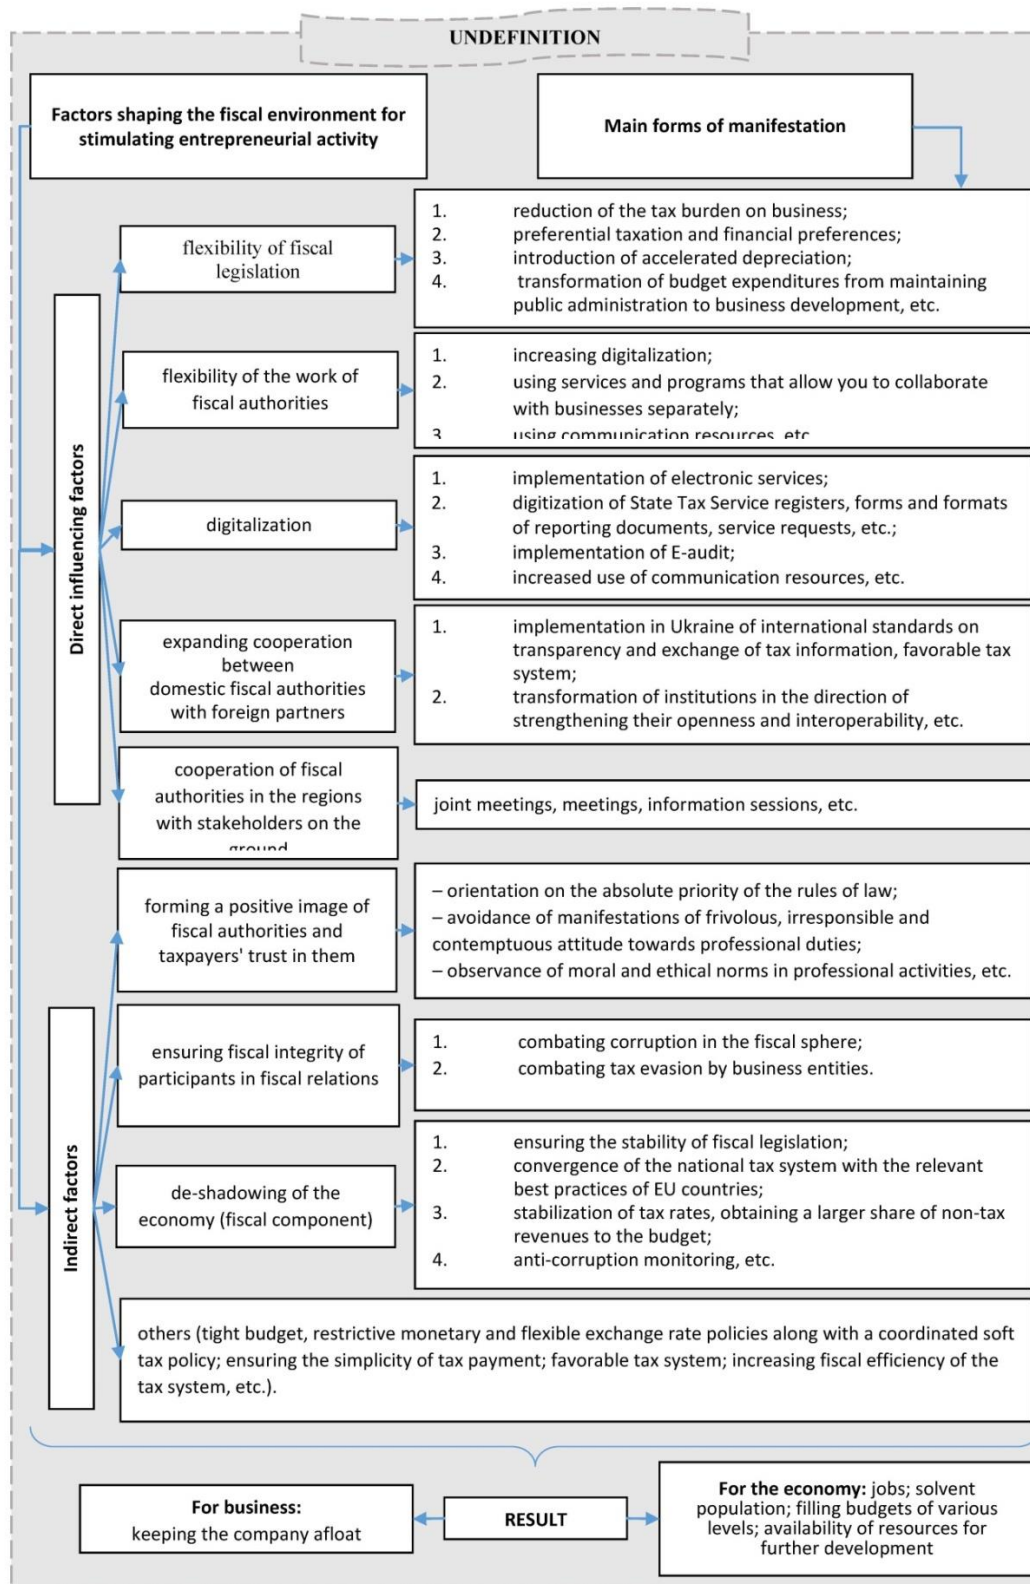 UNDEFINITION
Factors shaping the fiscal environment for
stimulating entrepreneurial activity
Main forms of manifestation
Direct influencing factors
flexibility of fiscal
legislation
1. reduction of the tax burden on business;
2. preferential taxation and financial preferences;
3. introduction of accelerated depreciation;
4. transformation of budget expenditures from maintaining
public administration to business development, etc.
flexibility of the work of
fiscal authorities
1. increasing digitalization;
2. using services and programs that allow you to collaborate
with businesses separately;
3. using communication resources, etc.
digitalization
1. implementation of electronic services;
2. digitization of State Tax Service registers, forms and formats
of reporting documents, service requests, etc.;
3. implementation of E-audit;
4. increased use of communication resources, etc.
expanding cooperation
between
domestic fiscal authorities
with foreign partners
1. implementation in Ukraine of international standards on
transparency and exchange of tax information, favorable tax
system;
2. transformation of institutions in the direction of
strengthening their openness and interoperability, etc.
cooperation of fiscal
authorities in the regions
with stakeholders on the
ground
joint meetings, meetings, information sessions, etc.
Indirect factors
forming a positive image of
fiscal authorities and
taxpayers' trust in them
– orientation on the absolute priority of the rules of law;
– avoidance of manifestations of frivolous, irresponsible and
contemptuous attitude towards professional duties;
– observance of moral and ethical norms in professional activities, etc.
ensuring fiscal integrity of
participants in fiscal relations
1. combating corruption in the fiscal sphere;
2. combating tax evasion by business entities.
de-shadowing of the
economy (fiscal component)
1. ensuring the stability of fiscal legislation;
2. convergence of the national tax system with the relevant
best practices of EU countries;
3. stabilization of tax rates, obtaining a larger share of non-tax
revenues to the budget;
4. anti-corruption monitoring, etc.
others (tight budget, restrictive monetary and flexible exchange rate policies along with a coordinated soft
tax policy; ensuring the simplicity of tax payment; favorable tax system; increasing fiscal efficiency of the
tax system, etc.).
For business:
keeping the company afloat
RESULT
For the economy: jobs; solvent
population; filling budgets of various
levels; availability of resources for
further development